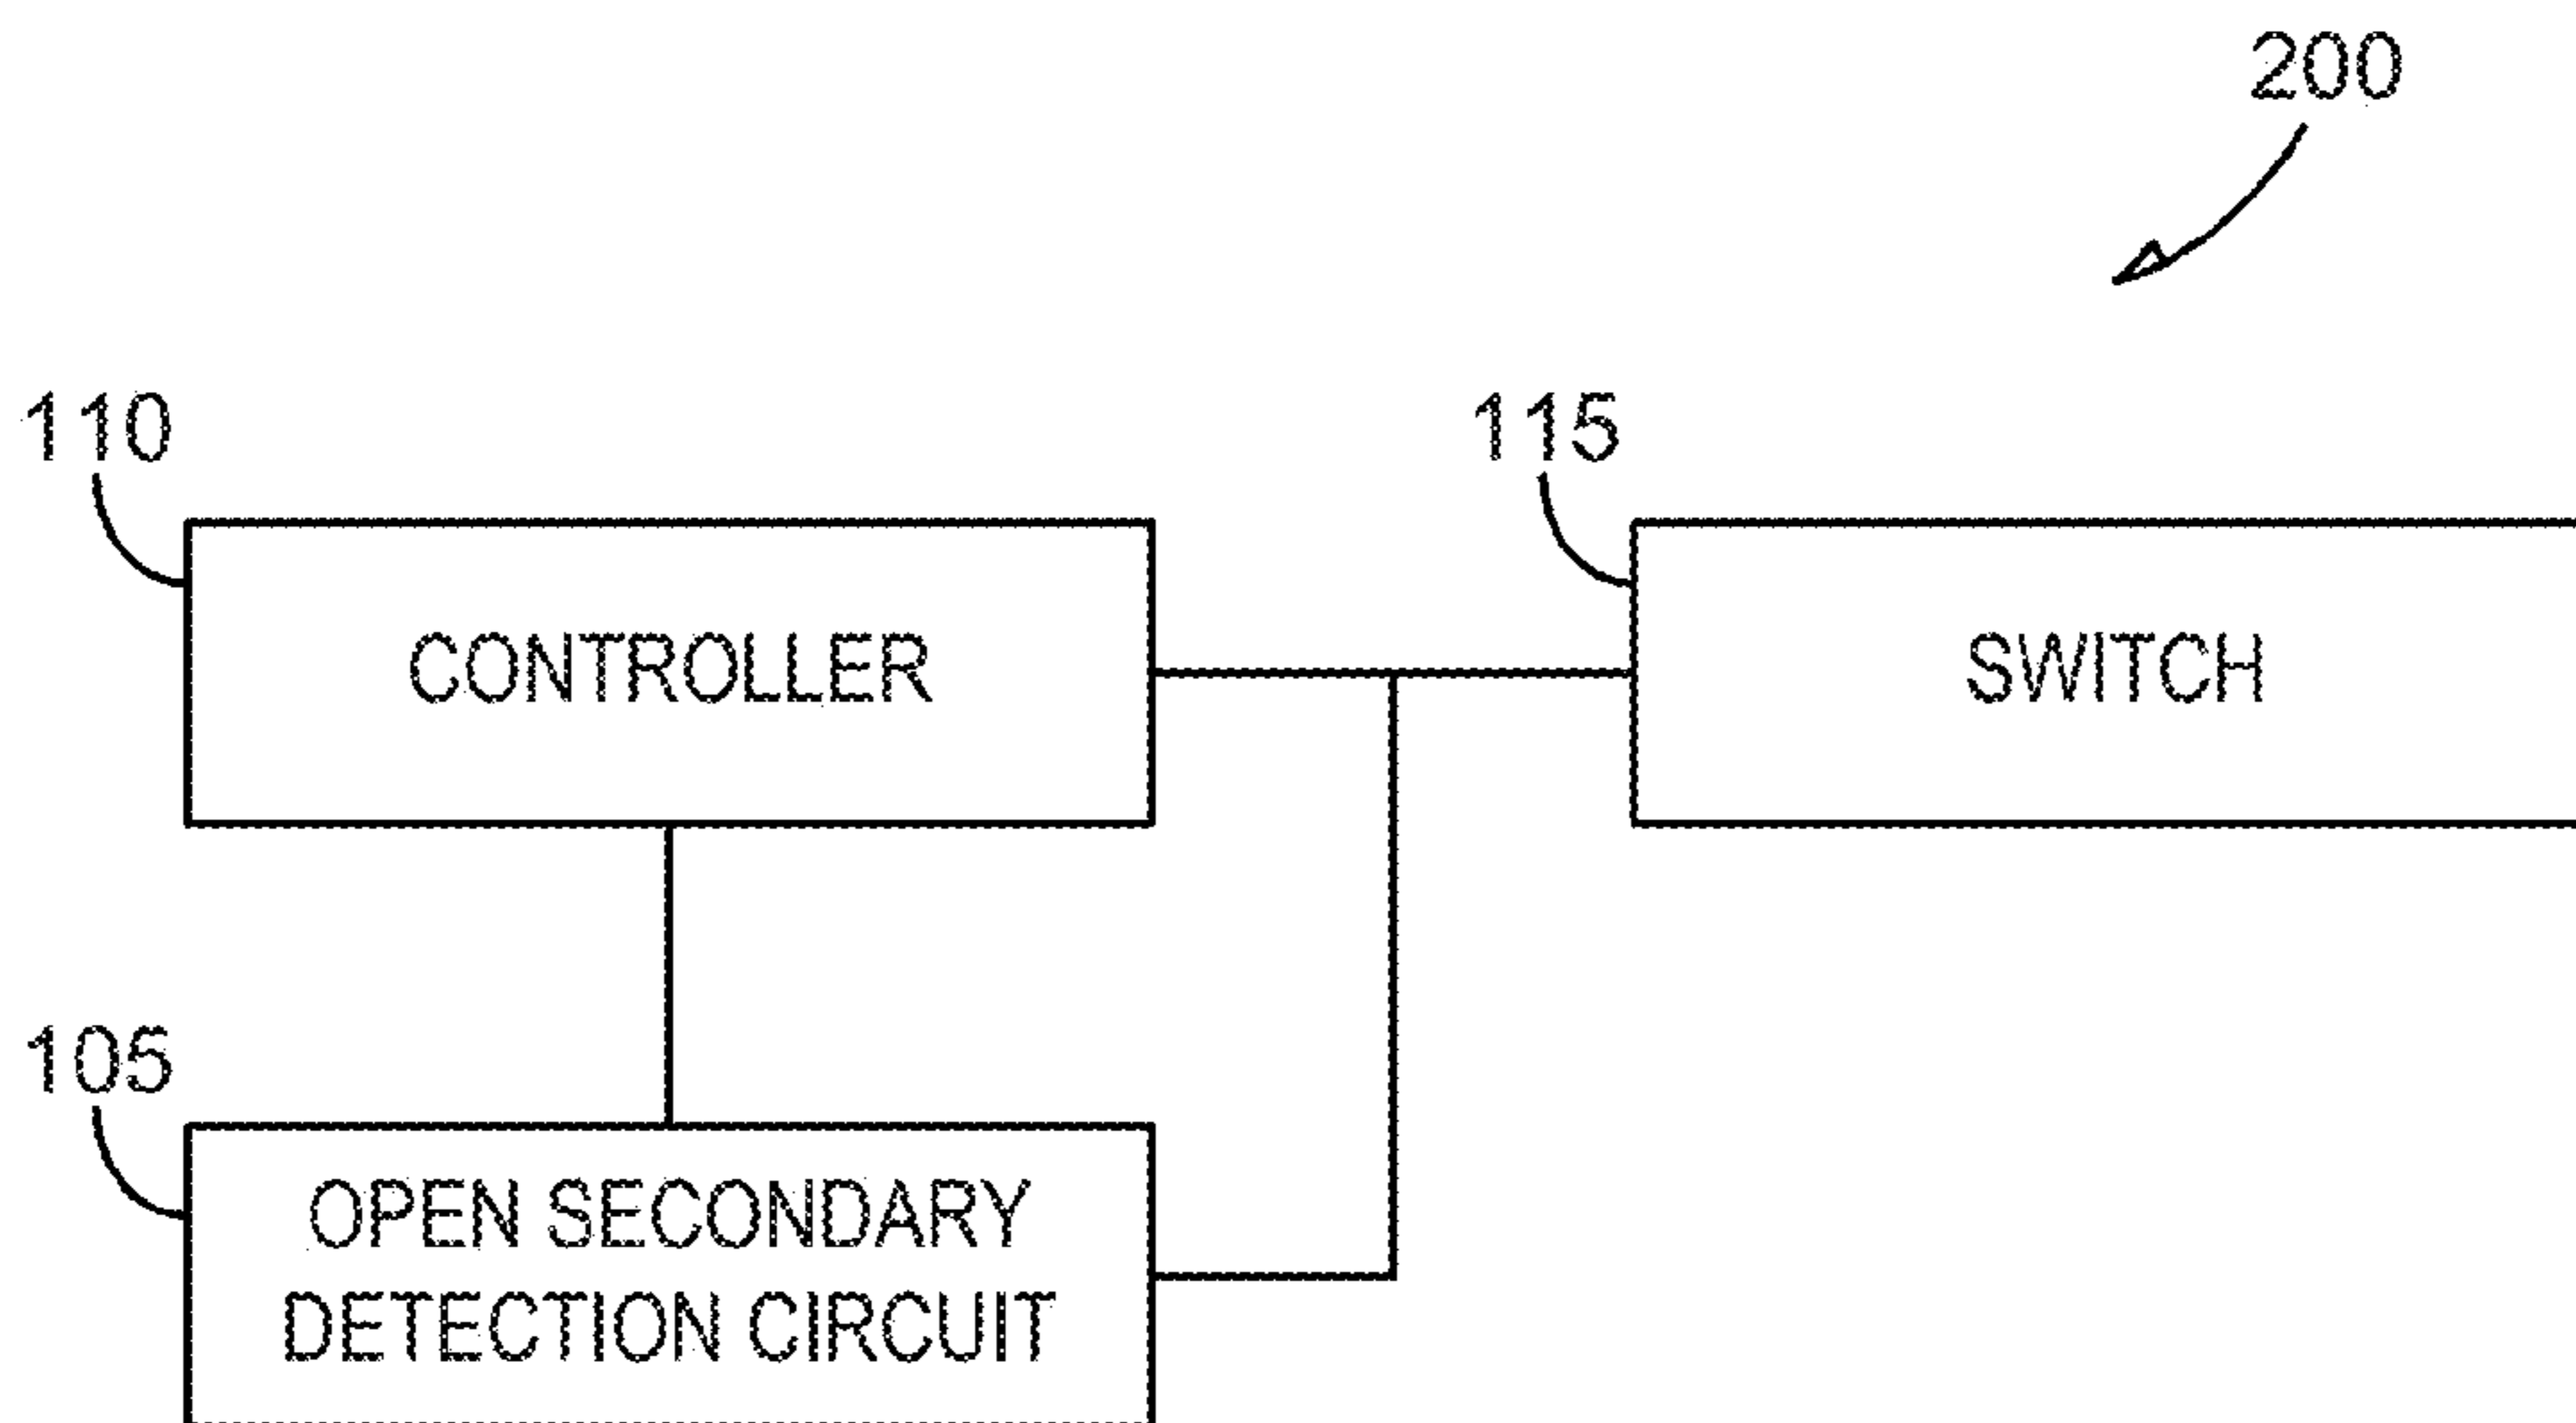 200
110
115
CONTROLLER
SWITCH
105
OPEN SECONDARY
DETECTION CIRCUIT